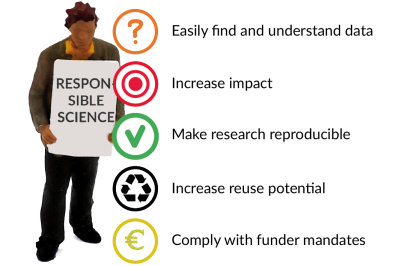 RESPON-
SIBLE
SCIENCE
?
Easily find and understand data
Increase impact
Make research reproducible
Increase reuse potential
€
Comply with funder mandates